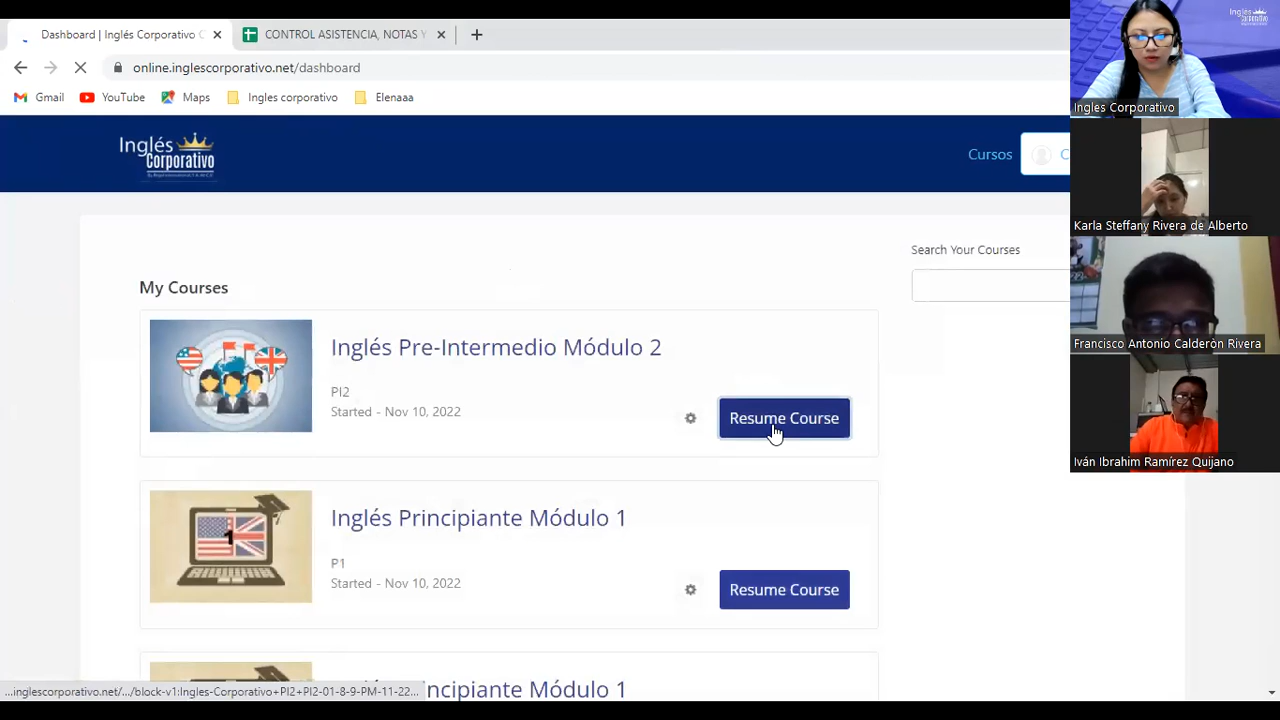 Dashboard | Inglés Corporativo C
CONTROL ASISTENCIA, NOTAS Y
online.inglescorporativo.net/dashboard
Gmail
YouTube
Maps
Ingles corporativo
Elenaaa
Inglés
Corporativo
Cursos
C
Search Your Courses
My Courses
Inglés Pre-Intermedio Módulo 2
PI2
Started - Nov 10, 2022
Resume Course
1
Inglés Principiante Módulo 1
P1
Started - Nov 10, 2022
Resume Course
ncipiante Módulo 1
...inglescorporativo.net/.../block-v1:Ingles-Corporativo+PI2+PI2-01-8-9-PM-11-22...
Inglés
Corporativo
Ingles Corporativo
Karla Steffany Rivera de Alberto
Francisco Antonio Calderòn Rivera
Iván Ibrahim Ramírez Quijano